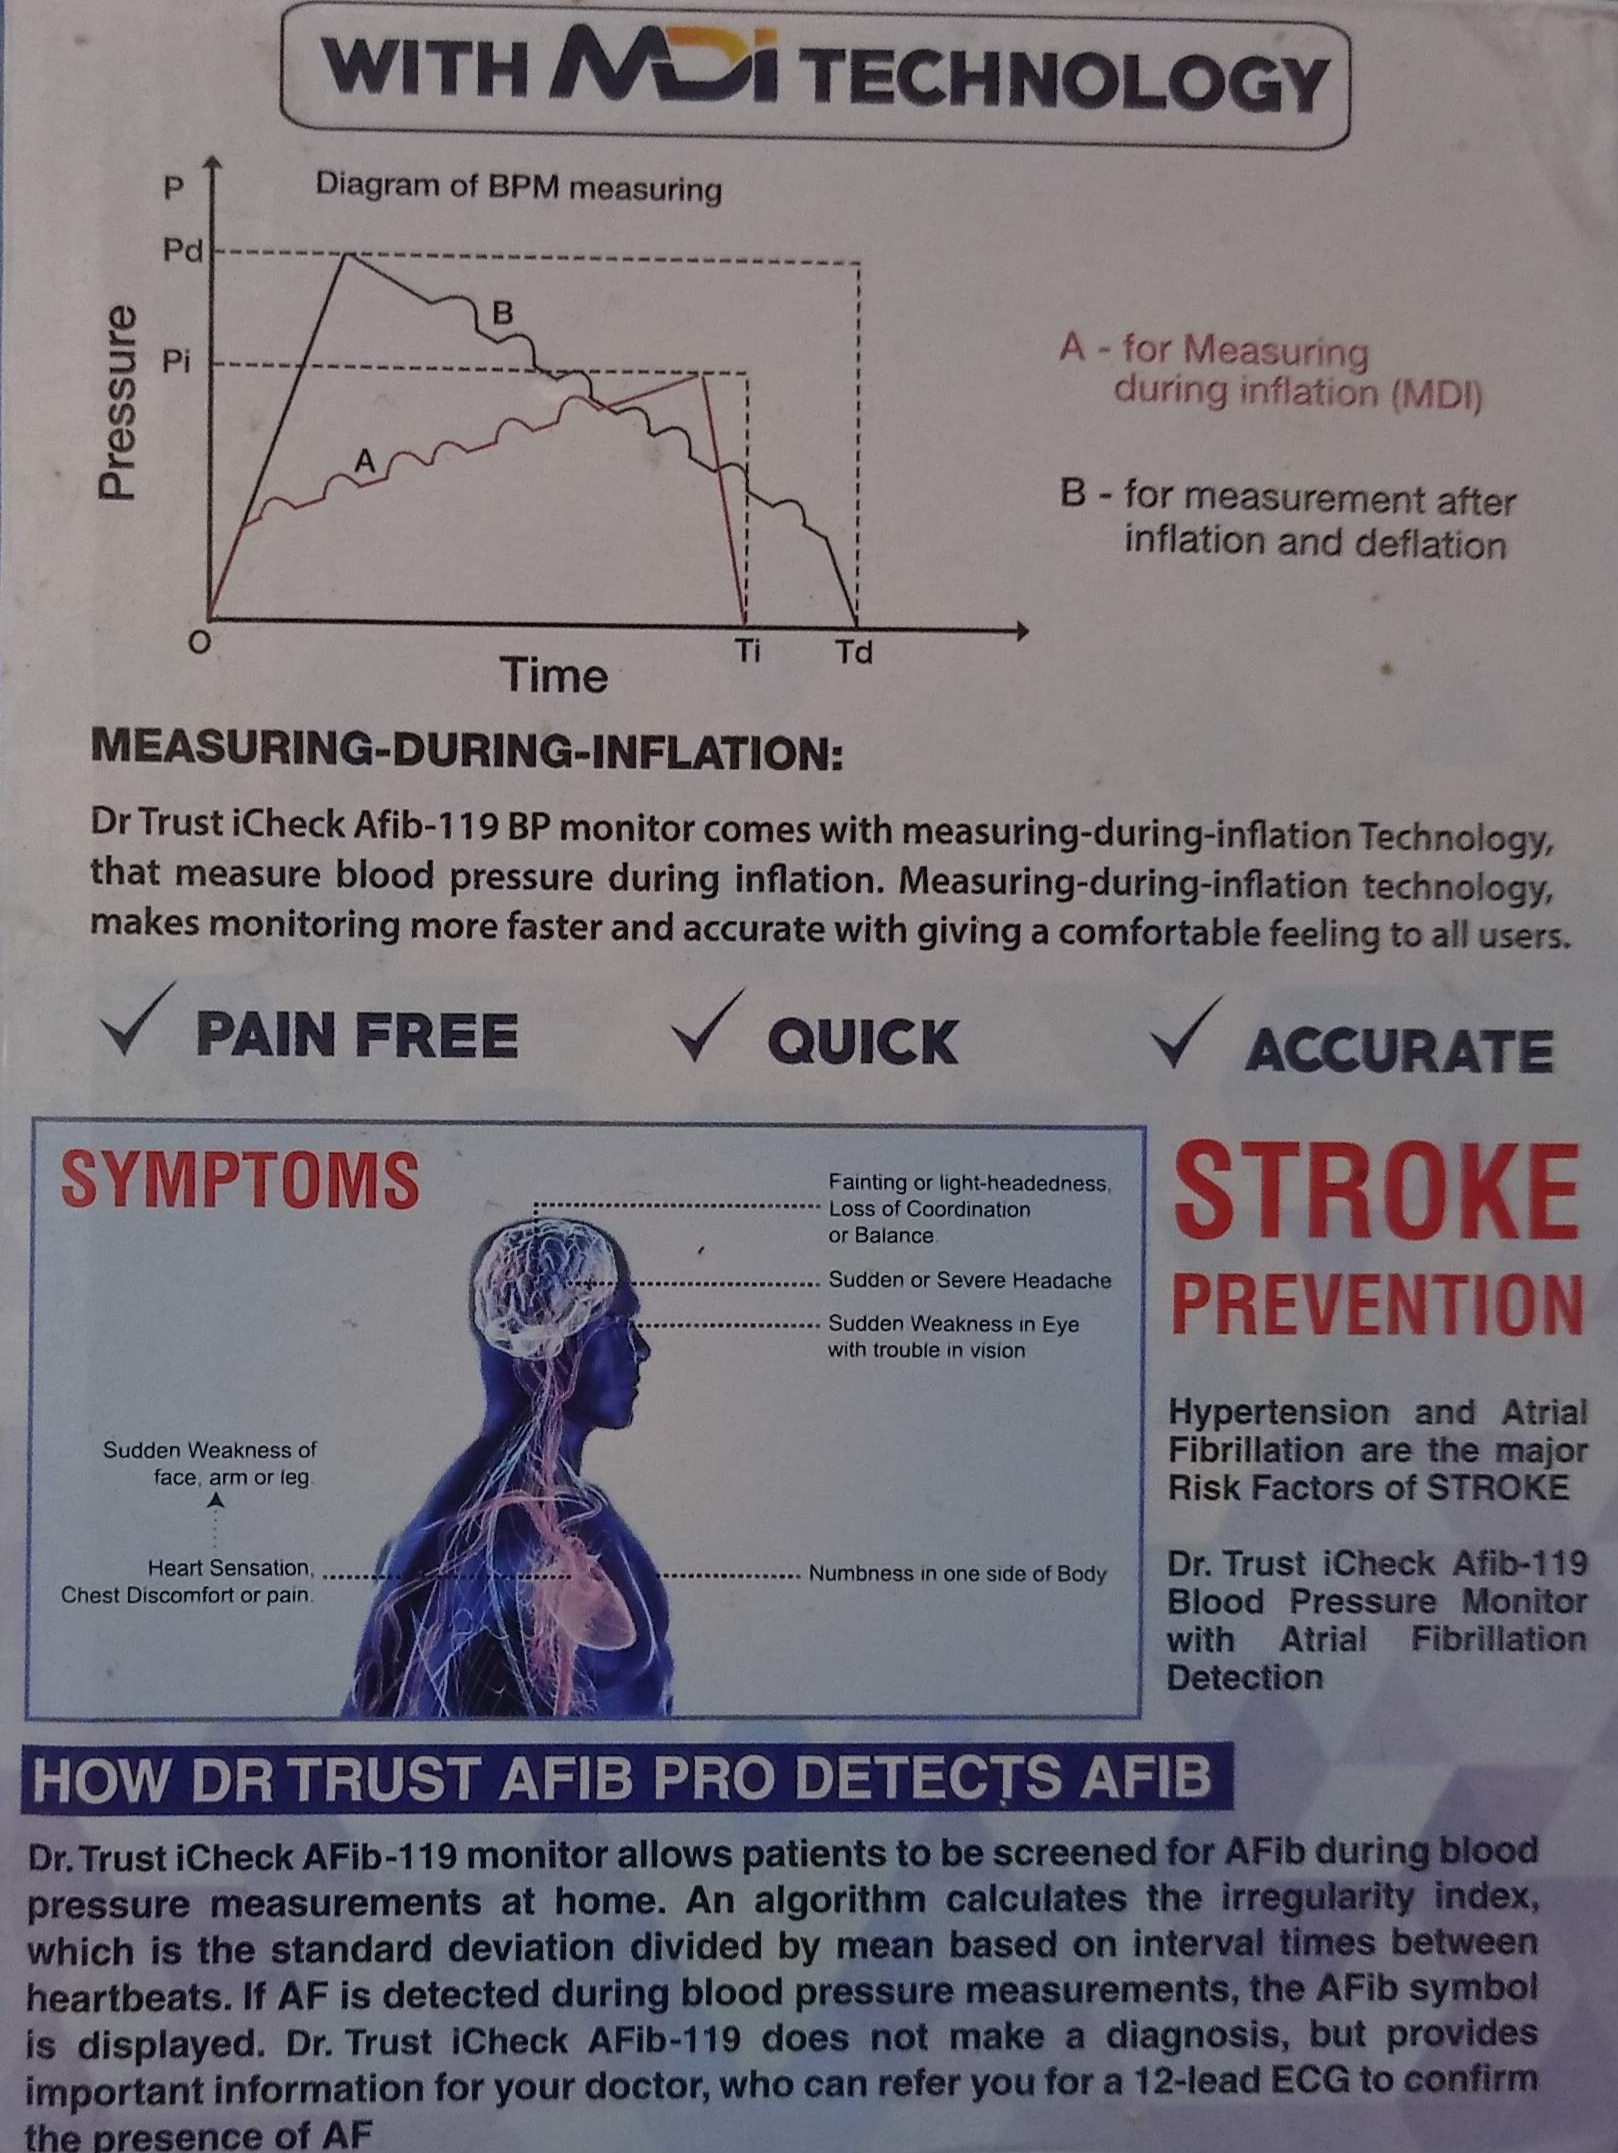 WITH MDi TECHNOLOGY
Diagram of BPM measuring
P
Pd
Pi
Pressure
B
A
O
Ti
Td
Time
A - for Measuring
during inflation (MDI)
B - for measurement after
inflation and deflation
MEASURING-DURING-INFLATION:
Dr Trust iCheck Afib-119 BP monitor comes with measuring-during-inflation Technology,
that measure blood pressure during inflation. Measuring-during-inflation technology,
makes monitoring more faster and accurate with giving a comfortable feeling to all users.
PAIN FREE
QUICK
ACCURATE
SYMPTOMS
Fainting or light-headedness,
Loss of Coordination
or Balance.
Sudden or Severe Headache
Sudden Weakness in Eye
with trouble in vision
Sudden Weakness of
face, arm or leg.
Heart Sensation,
Chest Discomfort or pain.
Numbness in one side of Body
STROKE
PREVENTION
Hypertension and Atrial
Fibrillation are the major
Risk Factors of STROKE
Dr. Trust iCheck Afib-119
Blood Pressure Monitor
with Atrial Fibrillation
Detection
HOW DR TRUST AFIB PRO DETECTS AFIB
Dr. Trust iCheck AFib-119 monitor allows patients to be screened for AFib during blood
pressure measurements at home. An algorithm calculates the irregularity index,
which is the standard deviation divided by mean based on interval times between
heartbeats. If AF is detected during blood pressure measurements, the AFib symbol
is displayed. Dr. Trust iCheck AFib-119 does not make a diagnosis, but provides
important information for your doctor, who can refer you for a 12-lead ECG to confirm
the presence of AF